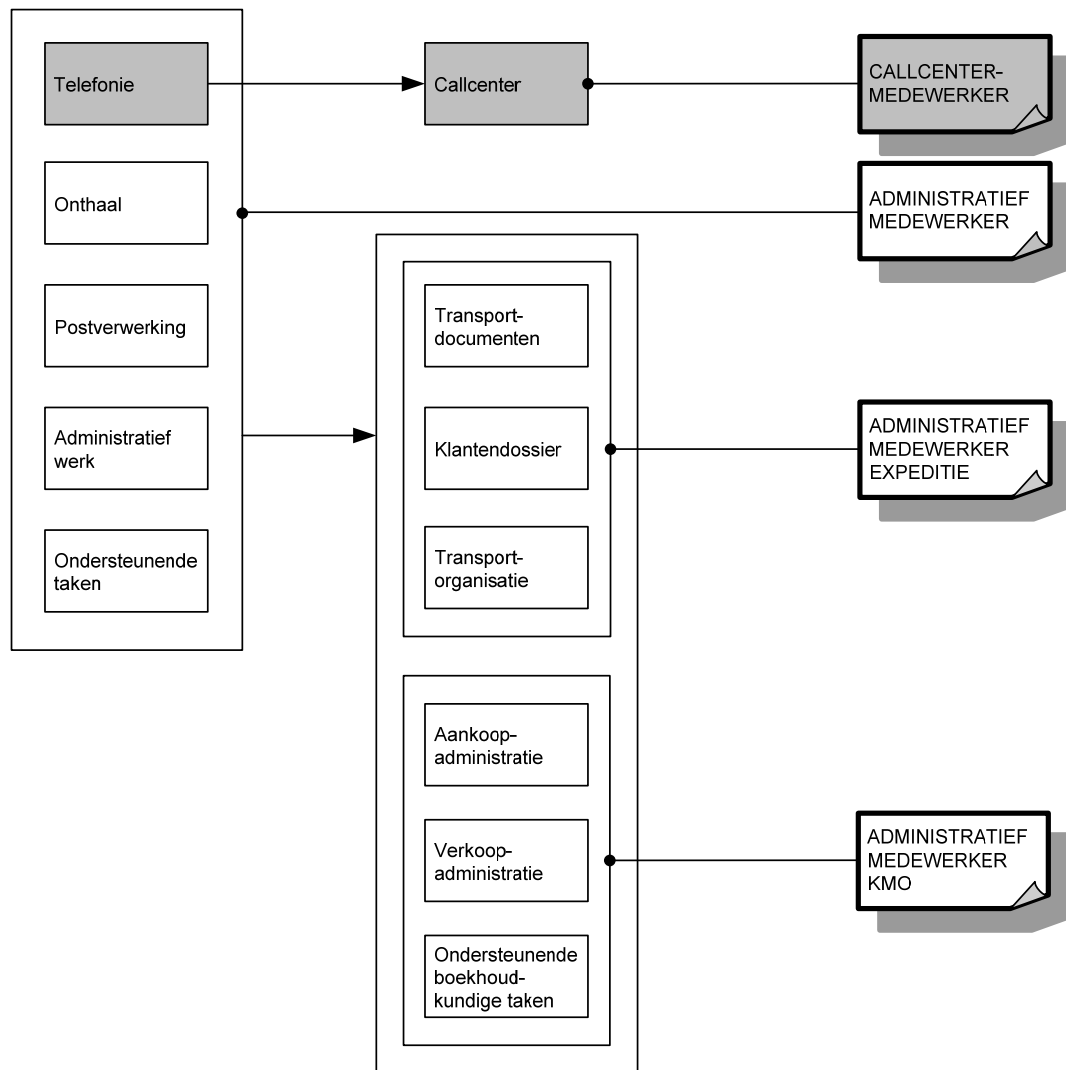 Telefonie
Callcenter
CALLCENTER-
MEDEWERKER
Onthaal
ADMINISTRATIEF
MEDEWERKER
Postverwerking
Transport-
documenten
Administratief
werk
Klantendossier
ADMINISTRATIEF
MEDEWERKER
EXPEDITIE
Ondersteunende
taken
Transport-
organisatie
Aankoop-
administratie
Verkoop-
administratie
ADMINISTRATIEF
MEDEWERKER
KMO
Ondersteunende
boekhoud-
kundige taken